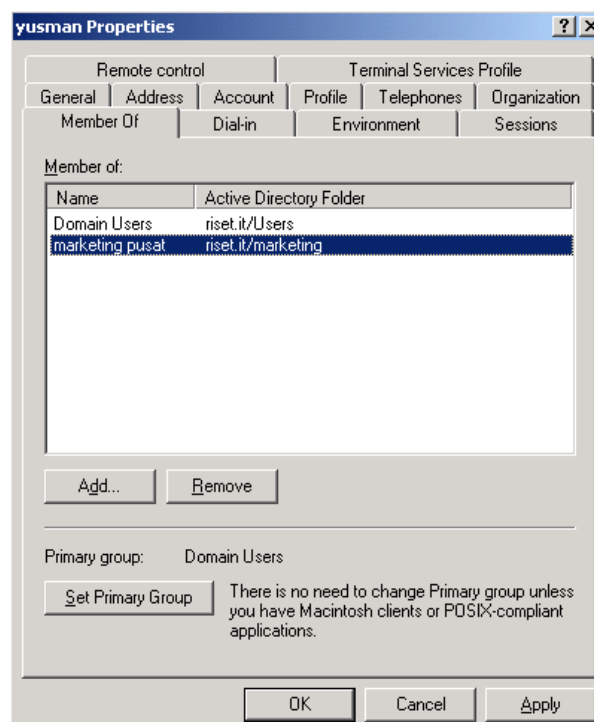 yusman Properties
Remote control Terminal Services Profile
General Address Account Profile Telephones Organization
Member Of Dial-in Environment Sessions
Member of:
Name Active Directory Folder
Domain Users riset.it/Users
marketing pusat riset.it/marketing
Add... Remove
Primary group: Domain Users
Set Primary Group
There is no need to change Primary group unless
you have Macintosh clients or POSIX-compliant
applications.
OK Cancel Apply